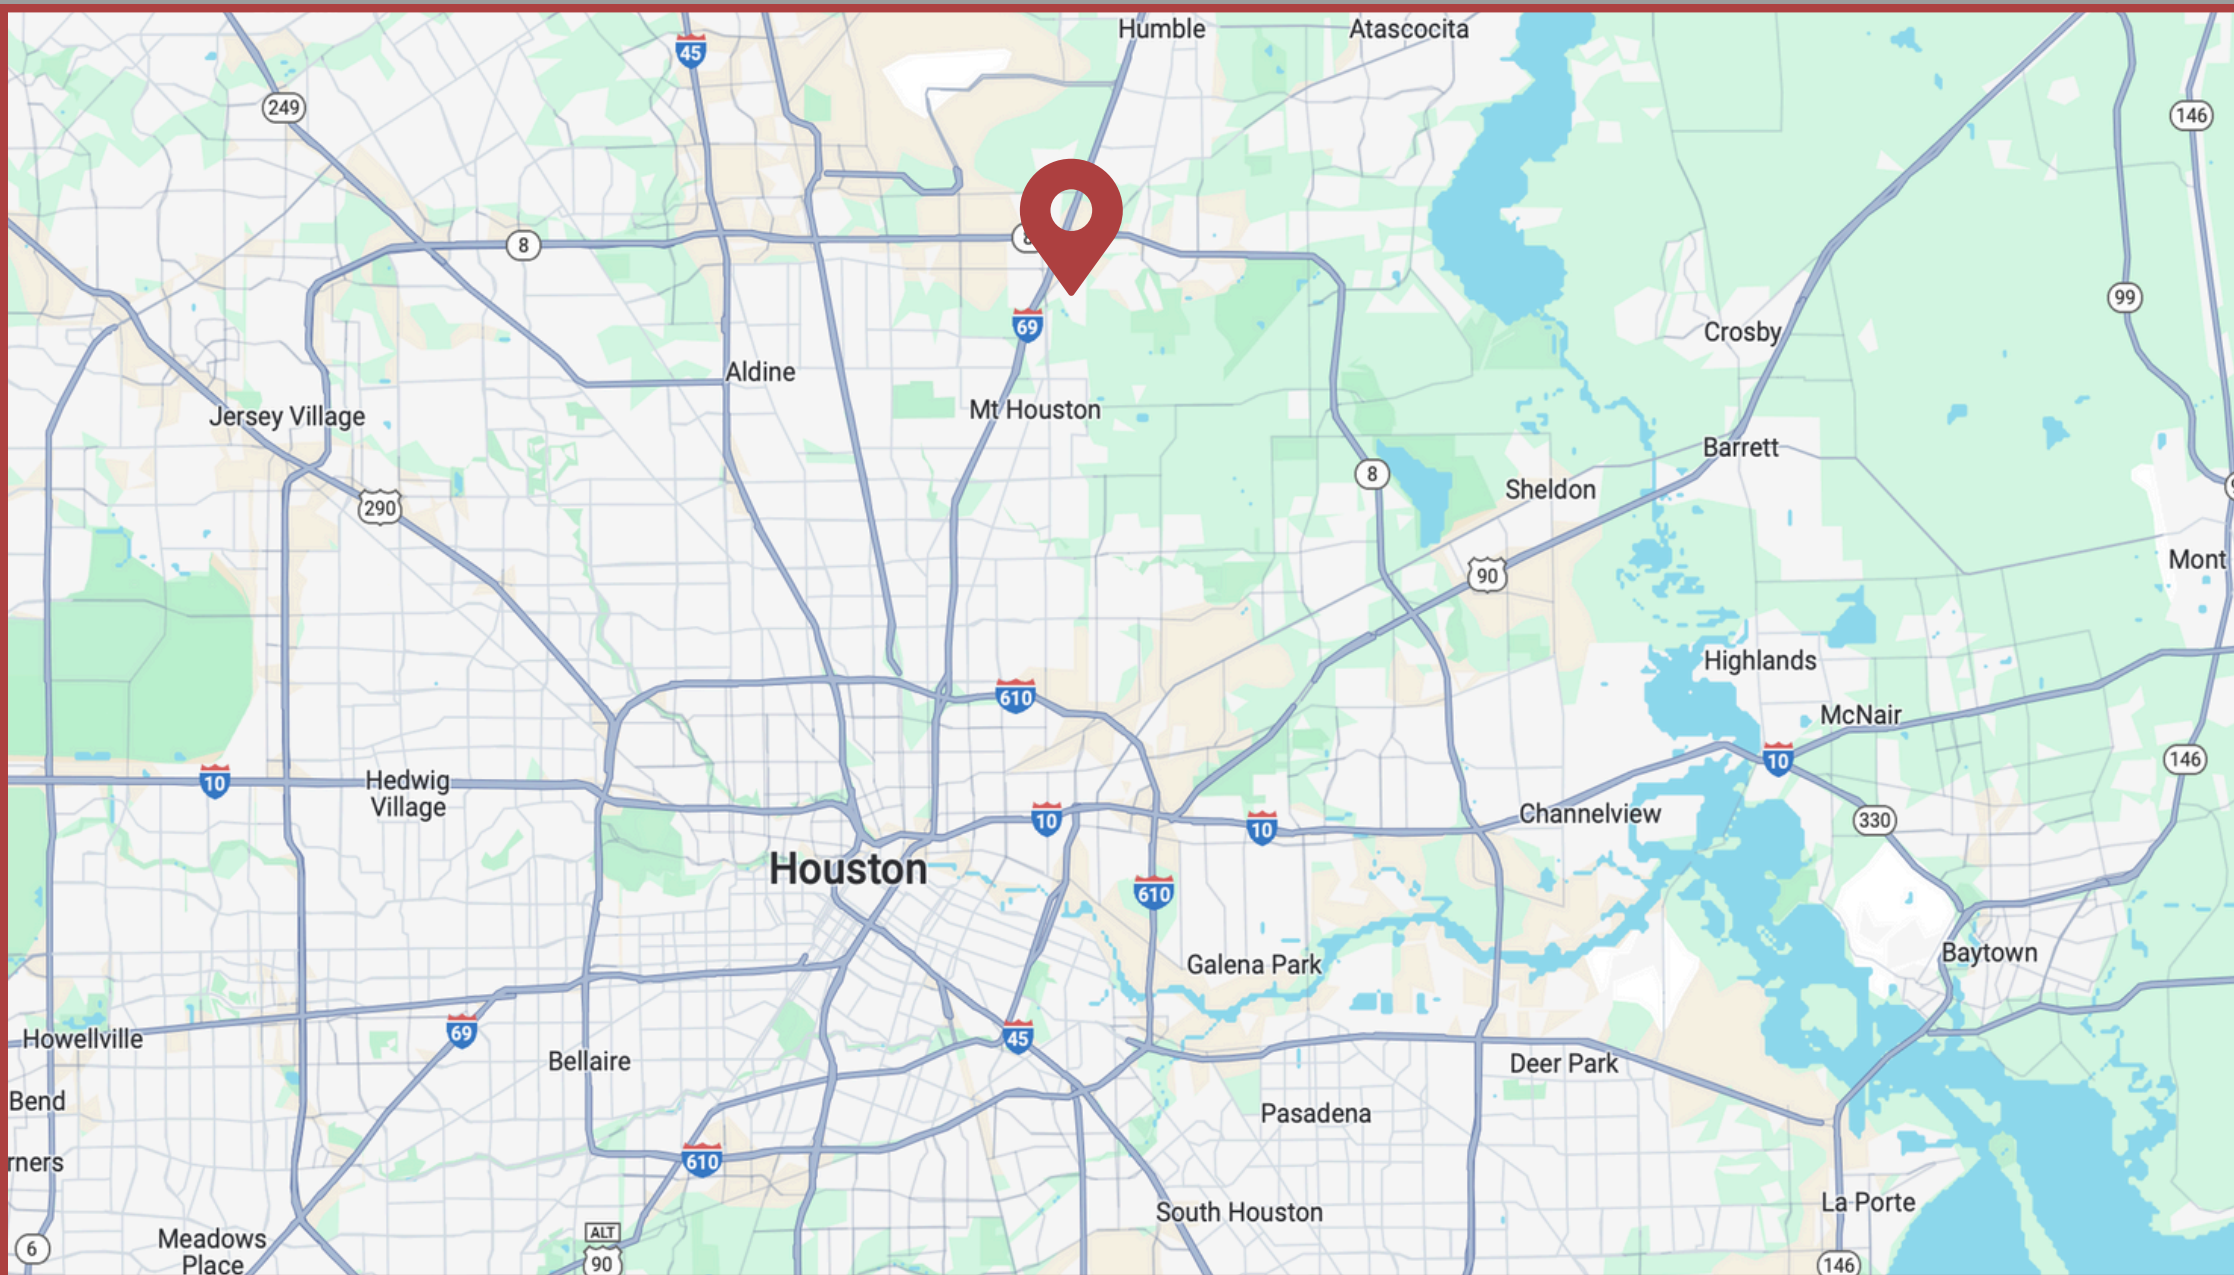 Humble
Atascocita
45
249
146
8
8
99
69
Crosby
Aldine
Mt Houston
Jersey Village
Barrett
8
Sheldon
290
90
Mont
Highlands
610
McNair
10
146
10
Hedwig
Village
10
10
Channelview
330
Houston
610
Galena Park
Baytown
69
Howellville
45
Bellaire
Deer Park
Bend
Pasadena
rners
610
La Porte
South Houston
ALT
90
6
Meadows
Place
146